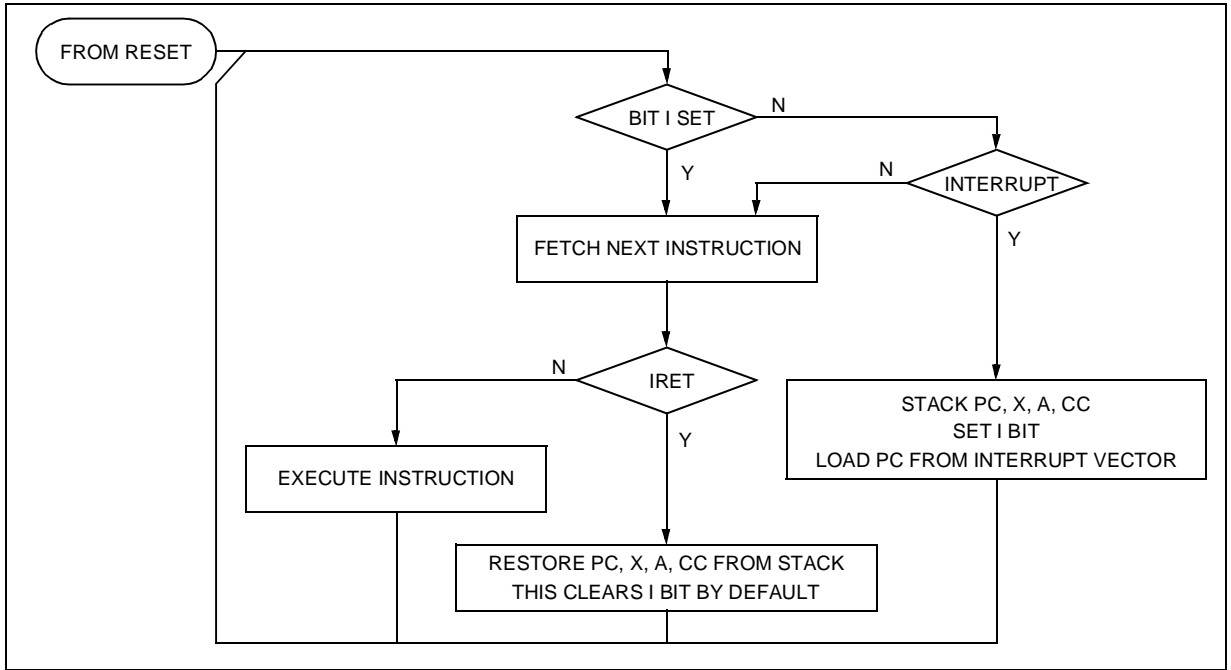 FROM RESET
BIT I SET
N
Y
N
INTERRUPT
Y
FETCH NEXT INSTRUCTION
N
IRET
Y
STACK PC, X, A, CC
SET I BIT
LOAD PC FROM INTERRUPT VECTOR
EXECUTE INSTRUCTION
RESTORE PC, X, A, CC FROM STACK
THIS CLEARS I BIT BY DEFAULT